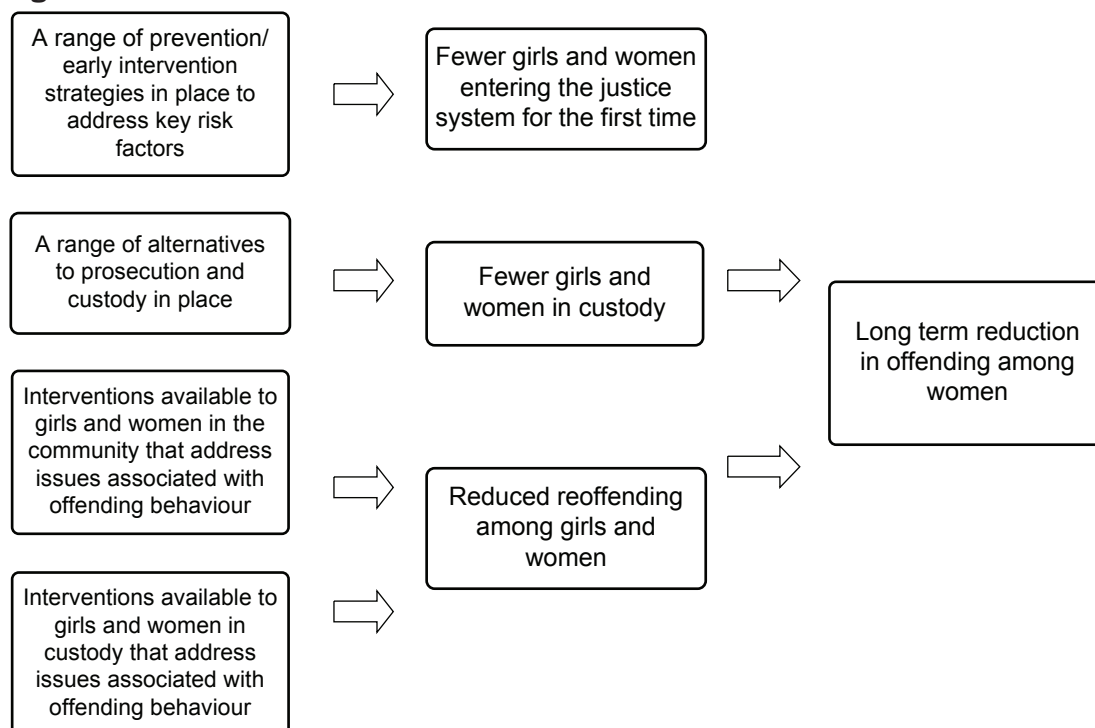 A range of prevention/
early intervention
strategies in place to
address key risk
factors
Fewer girls and women
entering the justice
system for the first time
A range of alternatives
to prosecution and
custody in place
Fewer girls and
women in custody
Long term reduction
in offending among
women
Interventions available to
girls and women in the
community that address
issues associated with
offending behaviour
Reduced reoffending
among girls and
women
Interventions available to
girls and women in
custody that address
issues associated with
offending behaviour